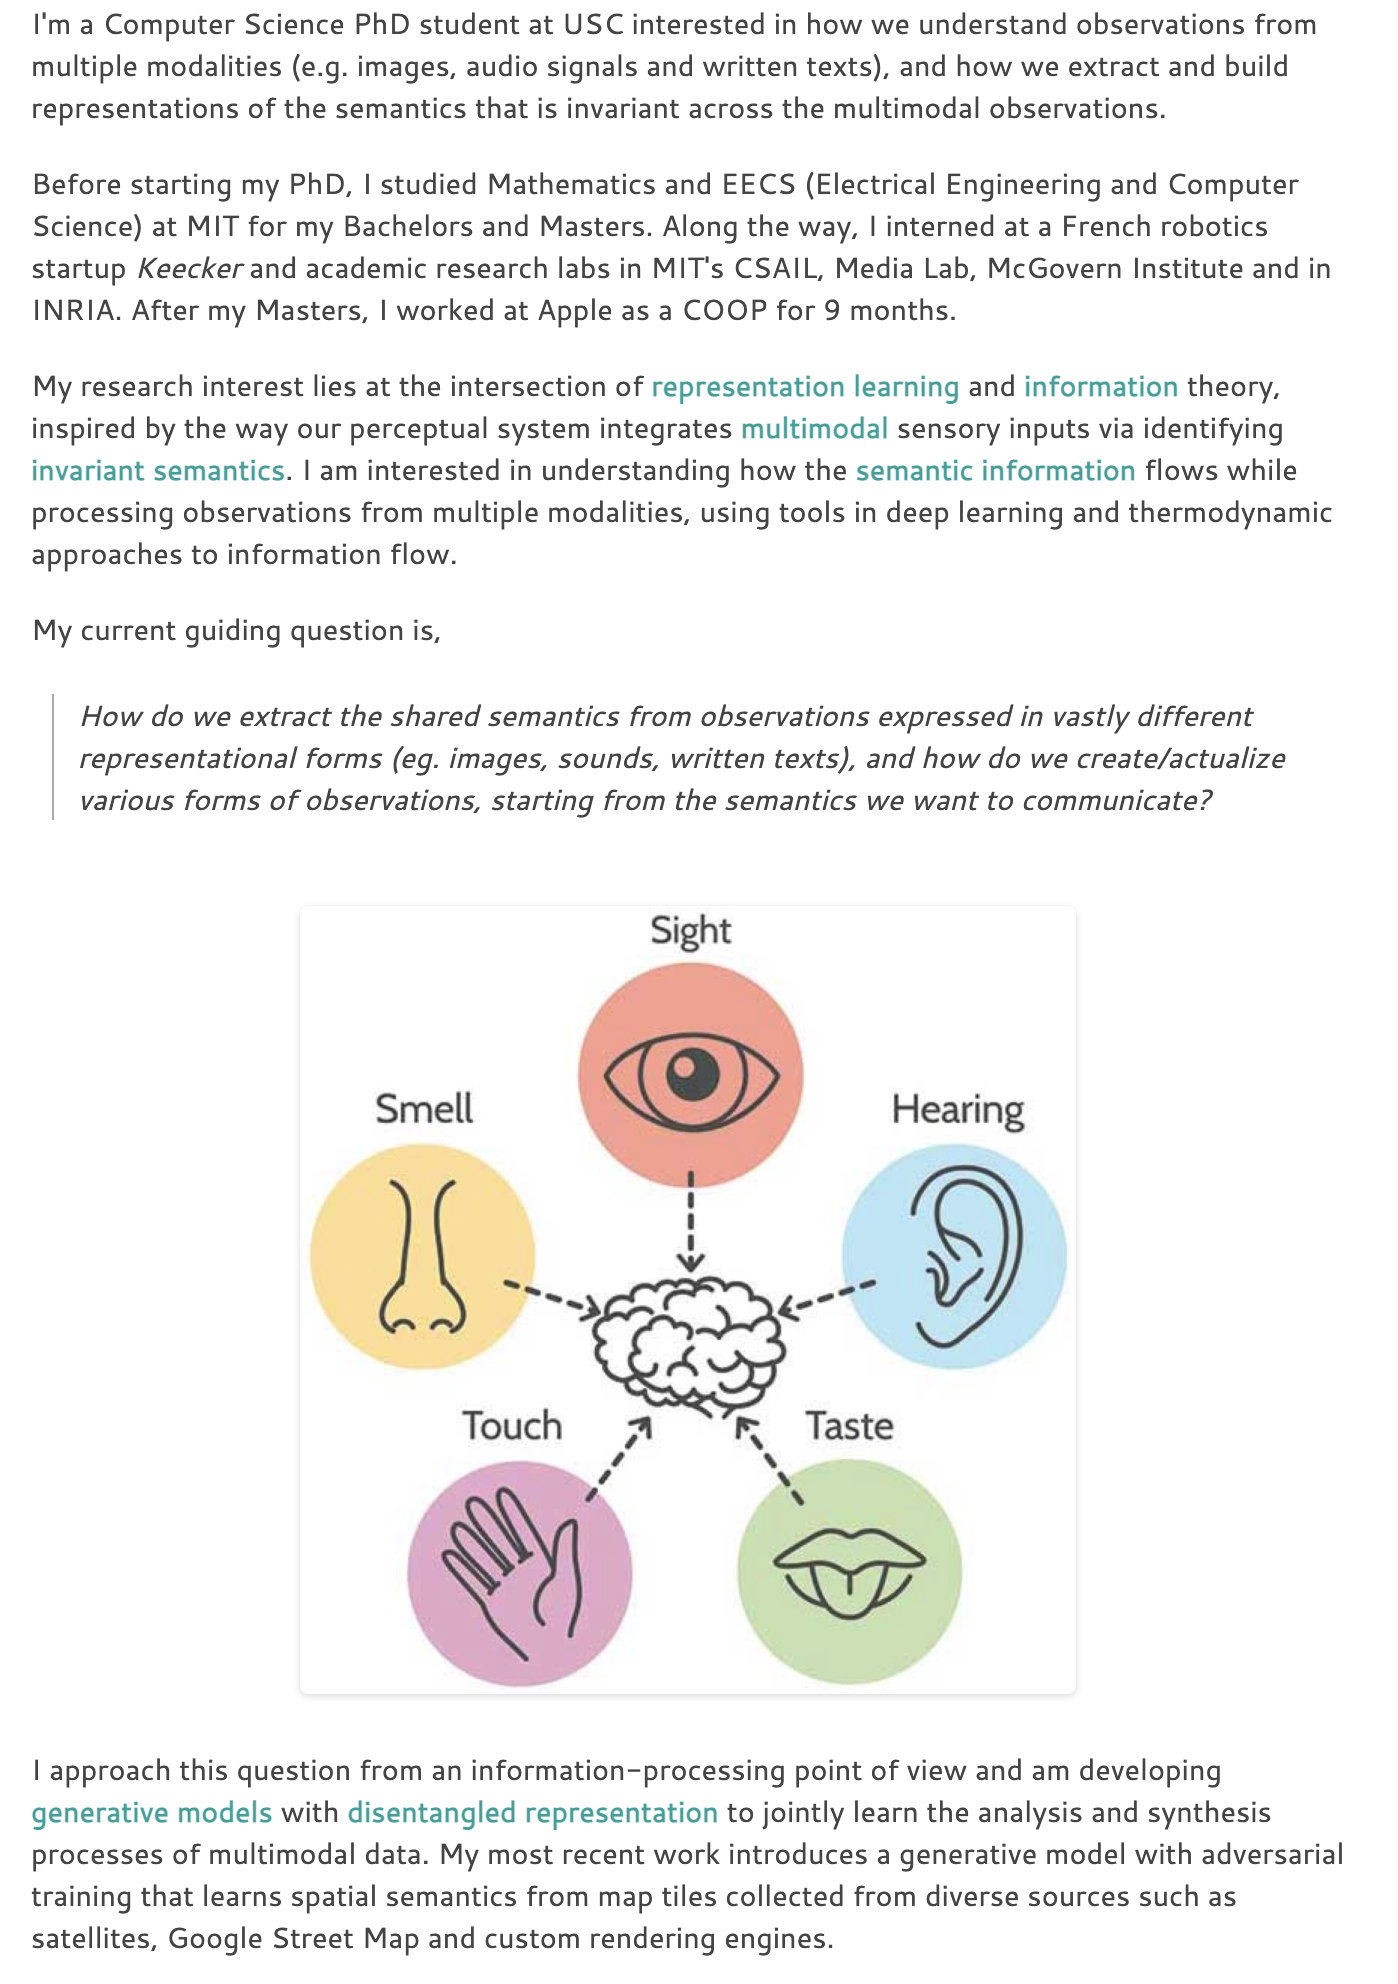 I'm a Computer Science PhD student at USC interested in how we understand observations from
multiple modalities (e.g. images, audio signals and written texts), and how we extract and build
representations of the semantics that is invariant across the multimodal observations.
Before starting my PhD, I studied Mathematics and EECS (Electrical Engineering and Computer
Science) at MIT for my Bachelors and Masters. Along the way, I interned at a French robotics
startup Keecker and academic research labs in MIT's CSAIL, Media Lab, McGovern Institute and in
INRIA. After my Masters, I worked at Apple as a COOP for 9 months.
My research interest lies at the intersection of representation learning and information theory,
inspired by the way our perceptual system integrates multimodal sensory inputs via identifying
invariant semantics. I am interested in understanding how the semantic information flows while
processing observations from multiple modalities, using tools in deep learning and thermodynamic
approaches to information flow.
My current guiding question is,
How do we extract the shared semantics from observations expressed in vastly different
representational forms (eg. images, sounds, written texts), and how do we create/actualize
various forms of observations, starting from the semantics we want to communicate?
Sight
Smell
Hearing
Touch
Taste
I approach this question from an information-processing point of view and am developing
generative models with disentangled representation to jointly learn the analysis and synthesis
processes of multimodal data. My most recent work introduces a generative model with adversarial
training that learns spatial semantics from map tiles collected from diverse sources such as
satellites, Google Street Map and custom rendering engines.